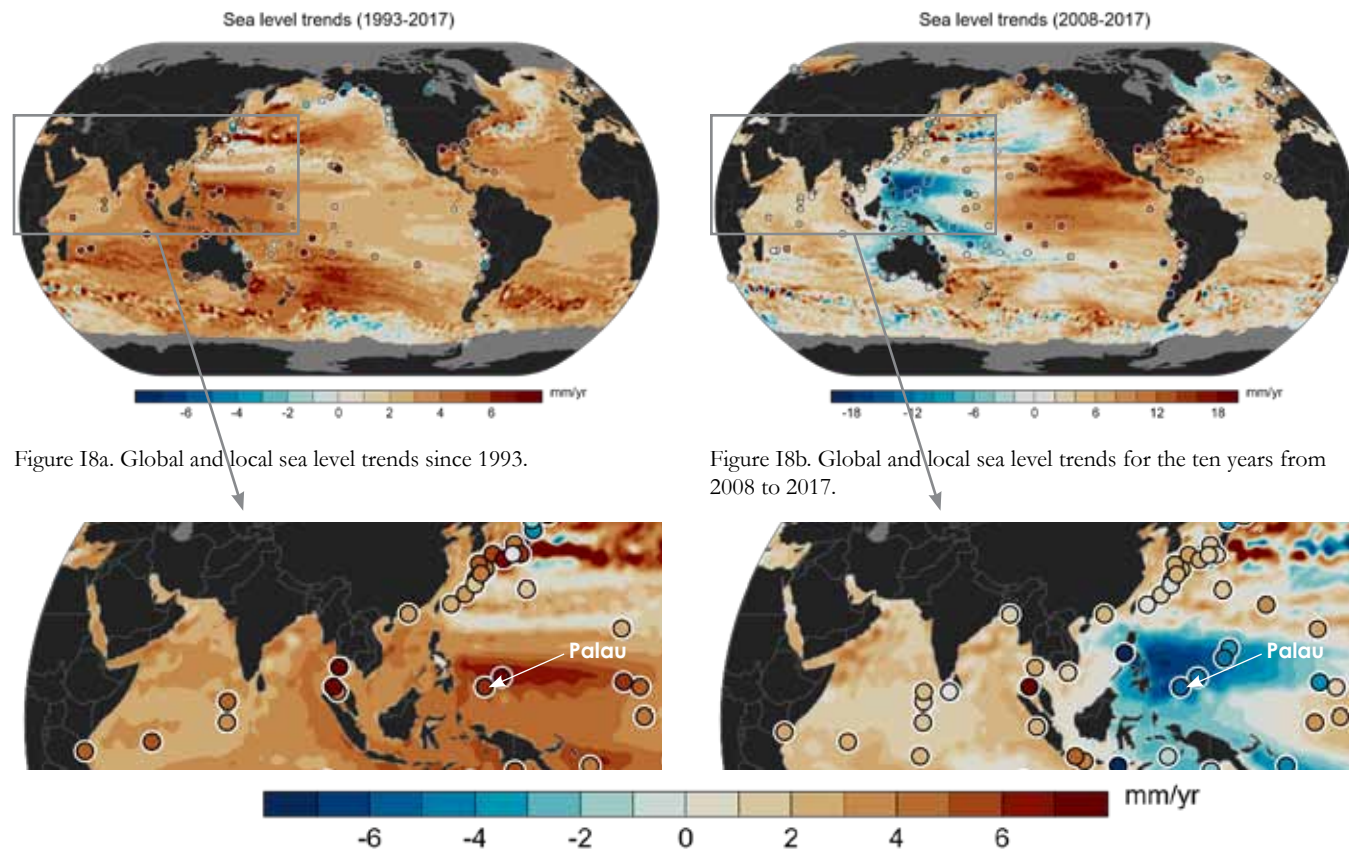 Sea level trends (1993-2017)
Sea level trends (2008-2017)
mm/yr
-6 -4 -2 0 2 4 6
mm/yr
-18 -12 -6 0 6 12 18
Figure I8a. Global and local sea level trends since 1993.
Figure I8b. Global and local sea level trends for the ten years from
2008 to 2017.
Palau
Palau
mm/yr
-6 -4 -2 0 2 4 6